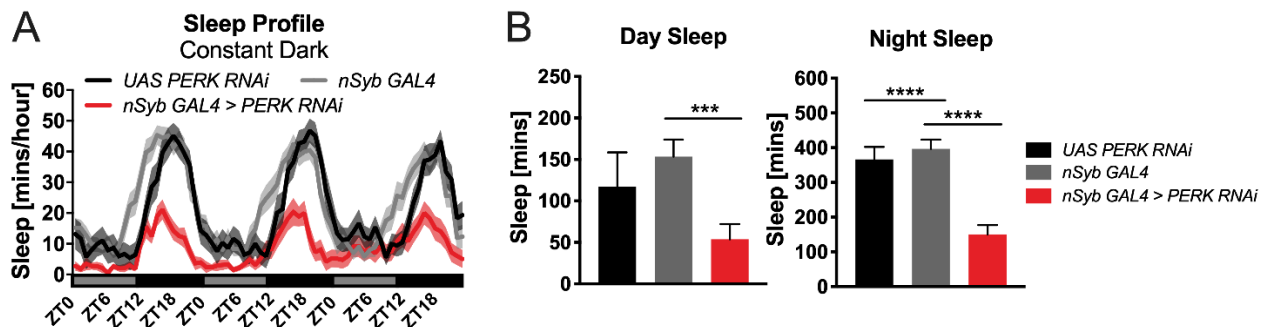 A
Sleep Profile
Constant Dark
UAS PERK RNAi
nSyb GAL4
nSyb GAL4 > PERK RNAi
Sleep [mins/hour]
60
50
40
30
20
10
0
ZT0
ZT6
ZT12
ZT18
ZT0
ZT6
ZT12
ZT18
ZT0
ZT6
ZT12
ZT18
B
Day Sleep
Sleep [mins]
250
200
150
100
50
0
***
Night Sleep
Sleep [mins]
600
500
400
300
200
100
0
****
****
UAS PERK RNAi
nSyb GAL4
nSyb GAL4 > PERK RNAi